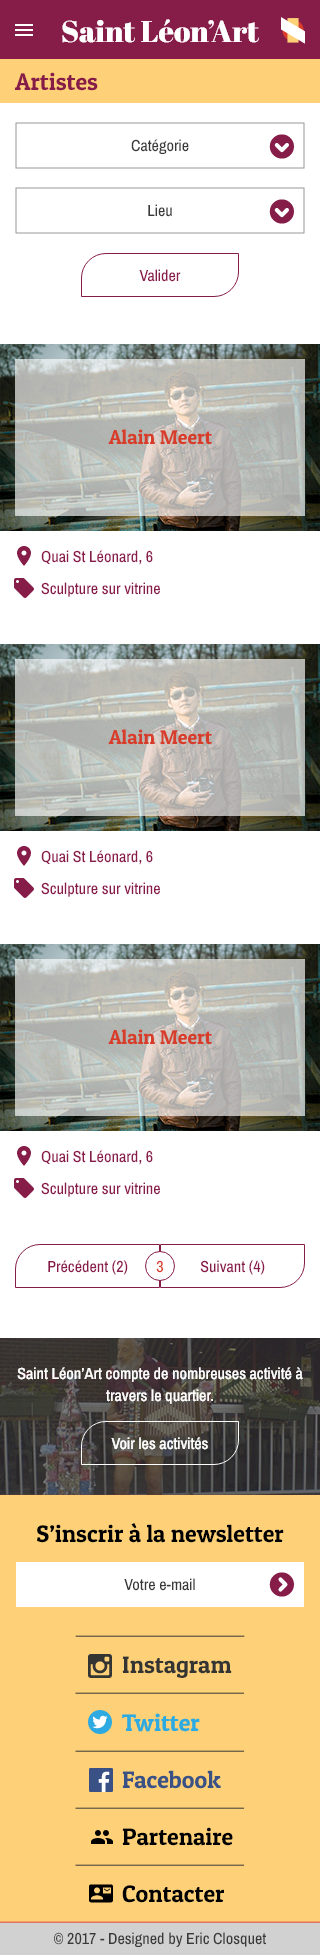 Saint Léon’Art
Artistes
Catégorie
Lieu
Valider
Alain Meert
Quai St Léonard, 6
Sculpture sur vitrine
Alain Meert
Quai St Léonard, 6
Sculpture sur vitrine
Alain Meert
Quai St Léonard, 6
Sculpture sur vitrine
Précédent (2) 3 Suivant (4)
Saint Léon’Art compte de nombreuses activité à
travers le quartier.
Voir les activités
S’inscrir à la newsletter
Votre e-mail
Instagram
Twitter
Facebook
Partenaire
Contacter
© 2017 - Designed by Eric Closquet